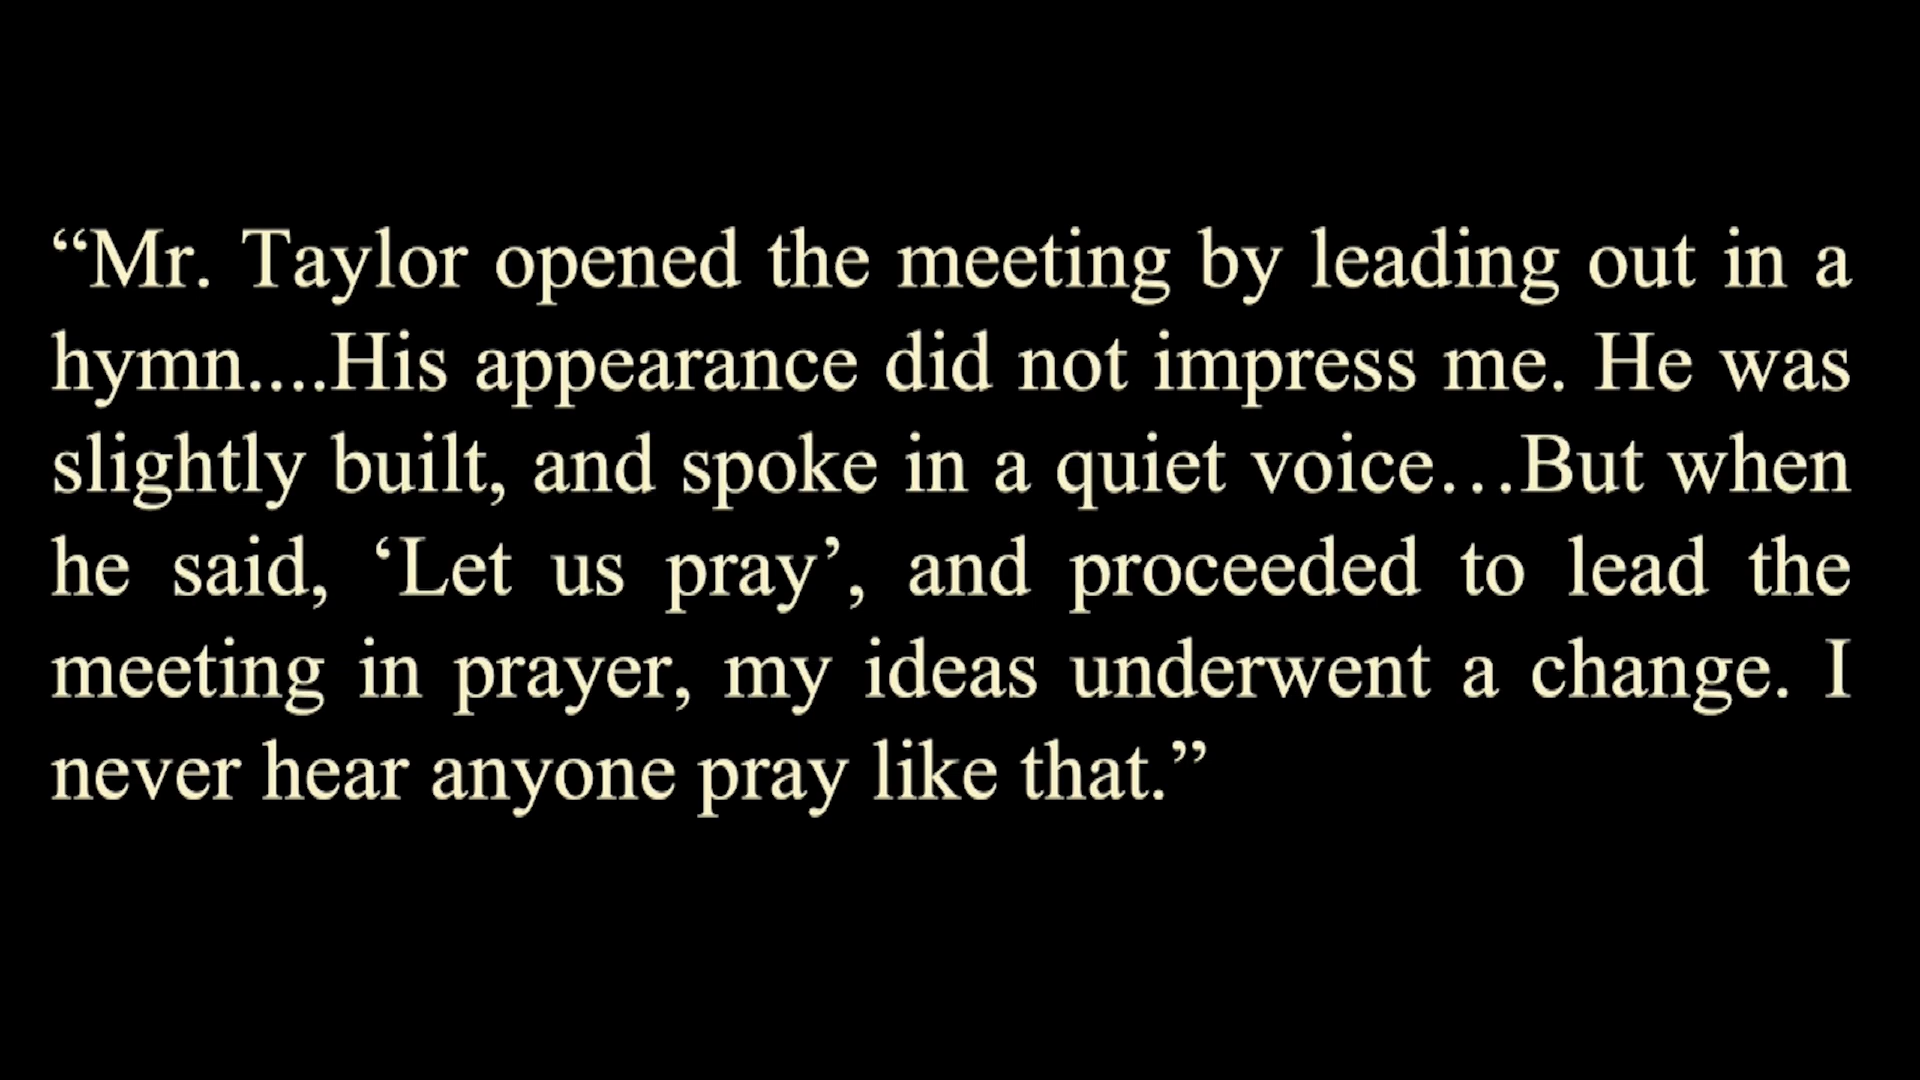 “Mr. Taylor opened the meeting by leading out in a
hymn....His appearance did not impress me. He was
slightly built, and spoke in a quiet voice…But when
he said, ‘Let us pray’, and proceeded to lead the
meeting in prayer, my ideas underwent a change. I
never hear anyone pray like that.”